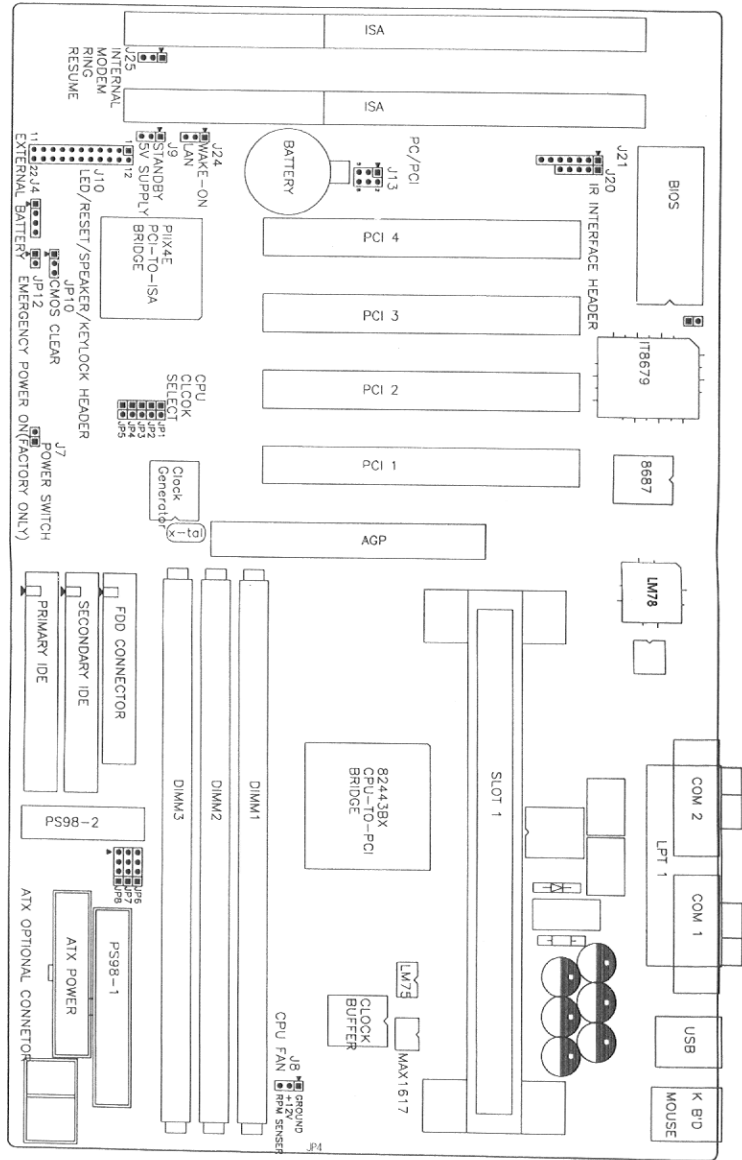 ISA
J25
INTERNAL
MODEM
RING
RESUME
ISA
J24
WAKE-ON
LAN
J9
STANDBY
5V SUPPLY
BATTERY
PC/PCI
J13
J21
J20
IR INTERFACE HEADER
BIOS
1
12
11
22
J10
LED/RESET/SPEAKER/KEYLOCK HEADER
J4
EXTERNAL BATTERY
PIIX4E
PCI-TO-ISA
BRIDGE
PCI 4
PCI 3
PCI 2
PCI 1
IT8679
8687
JP10
CMOS CLEAR
JP12
EMERGENCY POWER ON(FACTORY ONLY)
CPU
CLCOK
SELECT
JP1
JP2
JP3
JP4
JP5
J7
POWER SWITCH
Clock
Generator
x-tal
AGP
LM78
PRIMARY IDE
SECONDARY IDE
FDD CONNECTOR
DIMM3
DIMM2
DIMM1
82443BX
CPU-TO-PCI
BRIDGE
SLOT 1
COM 2
LPT 1
COM 1
PS98-2
JP6
JP7
JP8
ATX OPTIONAL CONNETOR
ATX POWER
PS98-1
LM75
CLOCK
BUFFER
MAX1617
USB
K B'D
MOUSE
J8
CPU FAN
GROUND
+12V
RPM SENSER
JP4